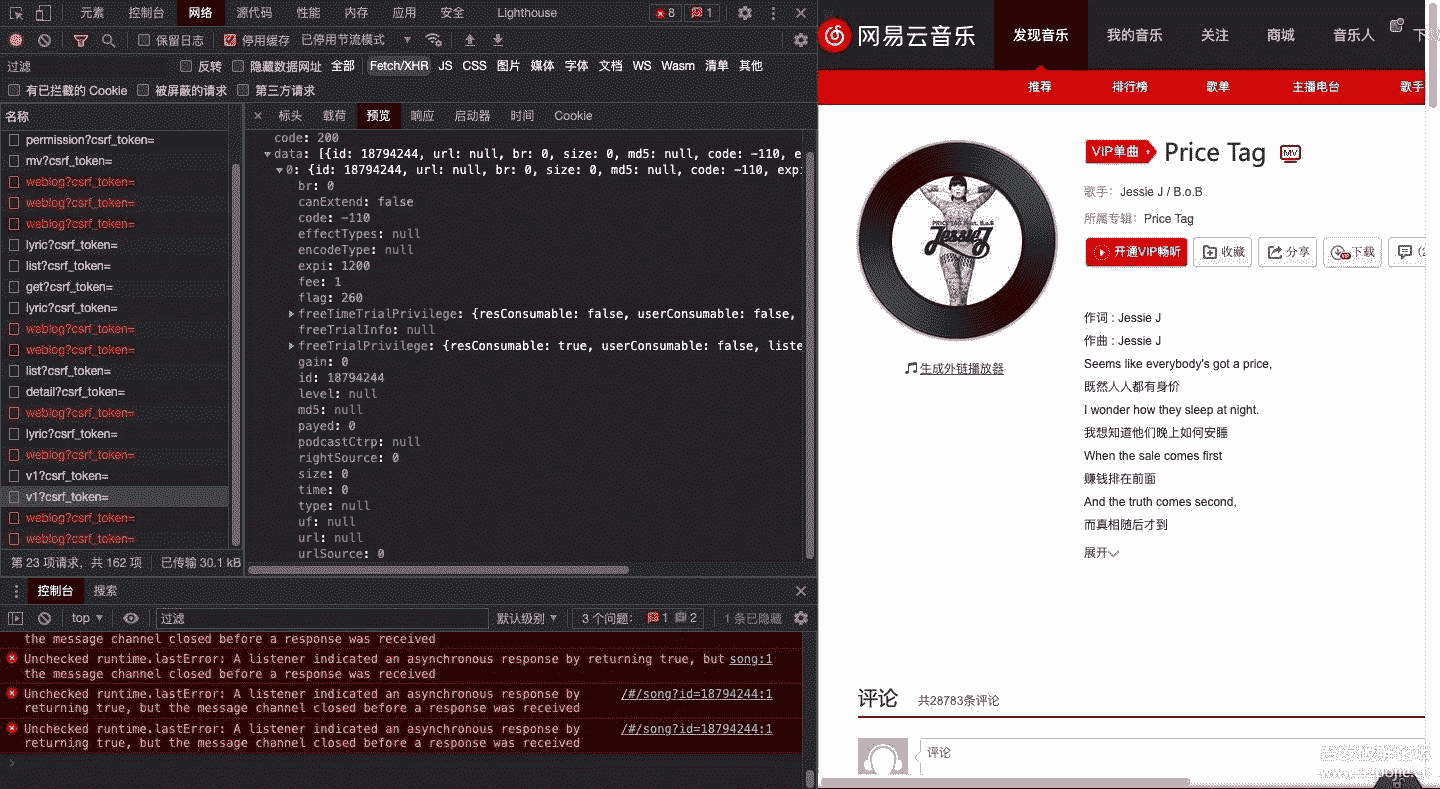 元素 控制台 网络 源代码 性能 内存 应用 安全 Lighthouse 8 1
保留日志 停用缓存 已停用节流模式
过滤 反转 隐藏数据网址 全部 Fetch/XHR JS CSS 图片 媒体 字体 文档 WS Wasm 清单 其他
有已拦截的 Cookie 被屏蔽的请求 第三方请求
名称
permission?csrf_token=
mv?csrf_token=
weblog?csrf_token=
weblog?csrf_token=
weblog?csrf_token=
lyric?csrf_token=
list?csrf_token=
get?csrf_token=
lyric?csrf_token=
weblog?csrf_token=
weblog?csrf_token=
list?csrf_token=
detail?csrf_token=
weblog?csrf_token=
lyric?csrf_token=
weblog?csrf_token=
v1?csrf_token=
v1?csrf_token=
weblog?csrf_token=
weblog?csrf_token=
第 23 项请求，共 162 项 已传输 30.1 kB
标头 载荷 预览 响应 启动器 时间 Cookie
code: 200
data: [{id: 18794244, url: null, br: 0, size: 0, md5: null, code: -110, e
0: {id: 18794244, url: null, br: 0, size: 0, md5: null, code: -110, expi
br: 0
canExtend: false
code: -110
effectTypes: null
encodeType: null
expi: 1200
fee: 1
flag: 260
freeTimeTrialPrivilege: {resConsumable: false, userConsumable: false,
freeTrialInfo: null
freeTrialPrivilege: {resConsumable: true, userConsumable: false, liste
gain: 0
id: 18794244
level: null
md5: null
payed: 0
podcastCtrp: null
rightSource: 0
size: 0
time: 0
type: null
uf: null
url: null
urlSource: 0
控制台 搜索
top 过滤 默认级别 3 个问题: 1 2 1 条已隐藏
the message channel closed before a response was received
Unchecked runtime.lastError: A listener indicated an asynchronous response by returning true, but song:1
the message channel closed before a response was received
Unchecked runtime.lastError: A listener indicated an asynchronous response by /#/song?id=18794244:1
returning true, but the message channel closed before a response was received
Unchecked runtime.lastError: A listener indicated an asynchronous response by /#/song?id=18794244:1
returning true, but the message channel closed before a response was received
网易云音乐 发现音乐 我的音乐 关注 商城 音乐人 下
推荐 排行榜 歌单 主播电台 歌手
VIP单曲 Price Tag MV
歌手：Jessie J / B.o.B
所属专辑：Price Tag
开通VIP畅听 收藏 分享 下载
PRICE TAG feat. B.o.B
Jessie J
生成外链播放器
作词 : Jessie J
作曲 : Jessie J
Seems like everybody's got a price,
既然人人都有身价
I wonder how they sleep at night.
我想知道他们晚上如何安睡
When the sale comes first
赚钱排在前面
And the truth comes second,
而真相随后才到
展开
评论 共28783条评论
评论